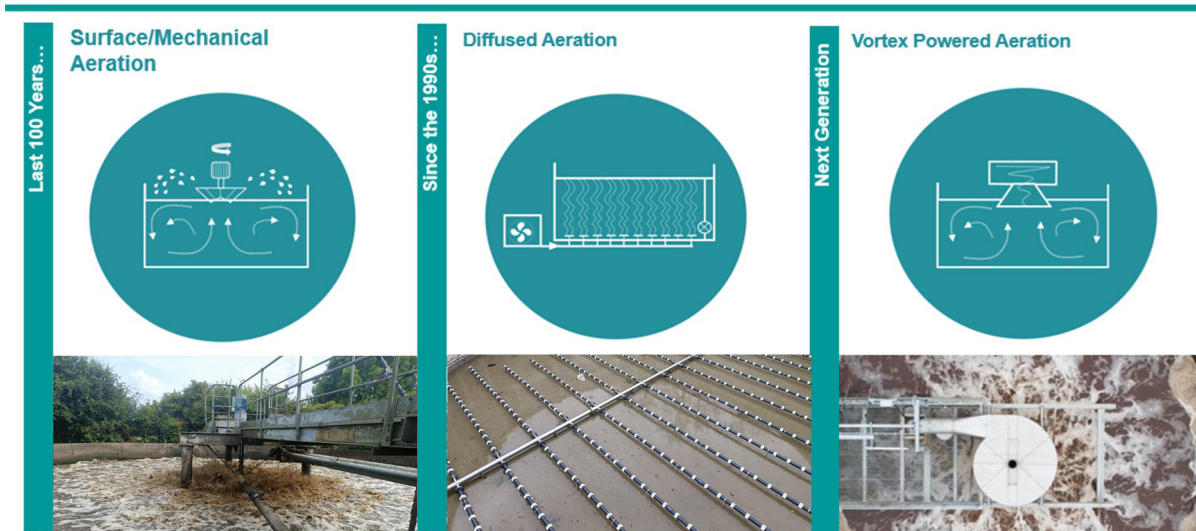 Last 100 Years...
Surface/Mechanical
Aeration
Since the 1990s...
Diffused Aeration
Next Generation
Vortex Powered Aeration